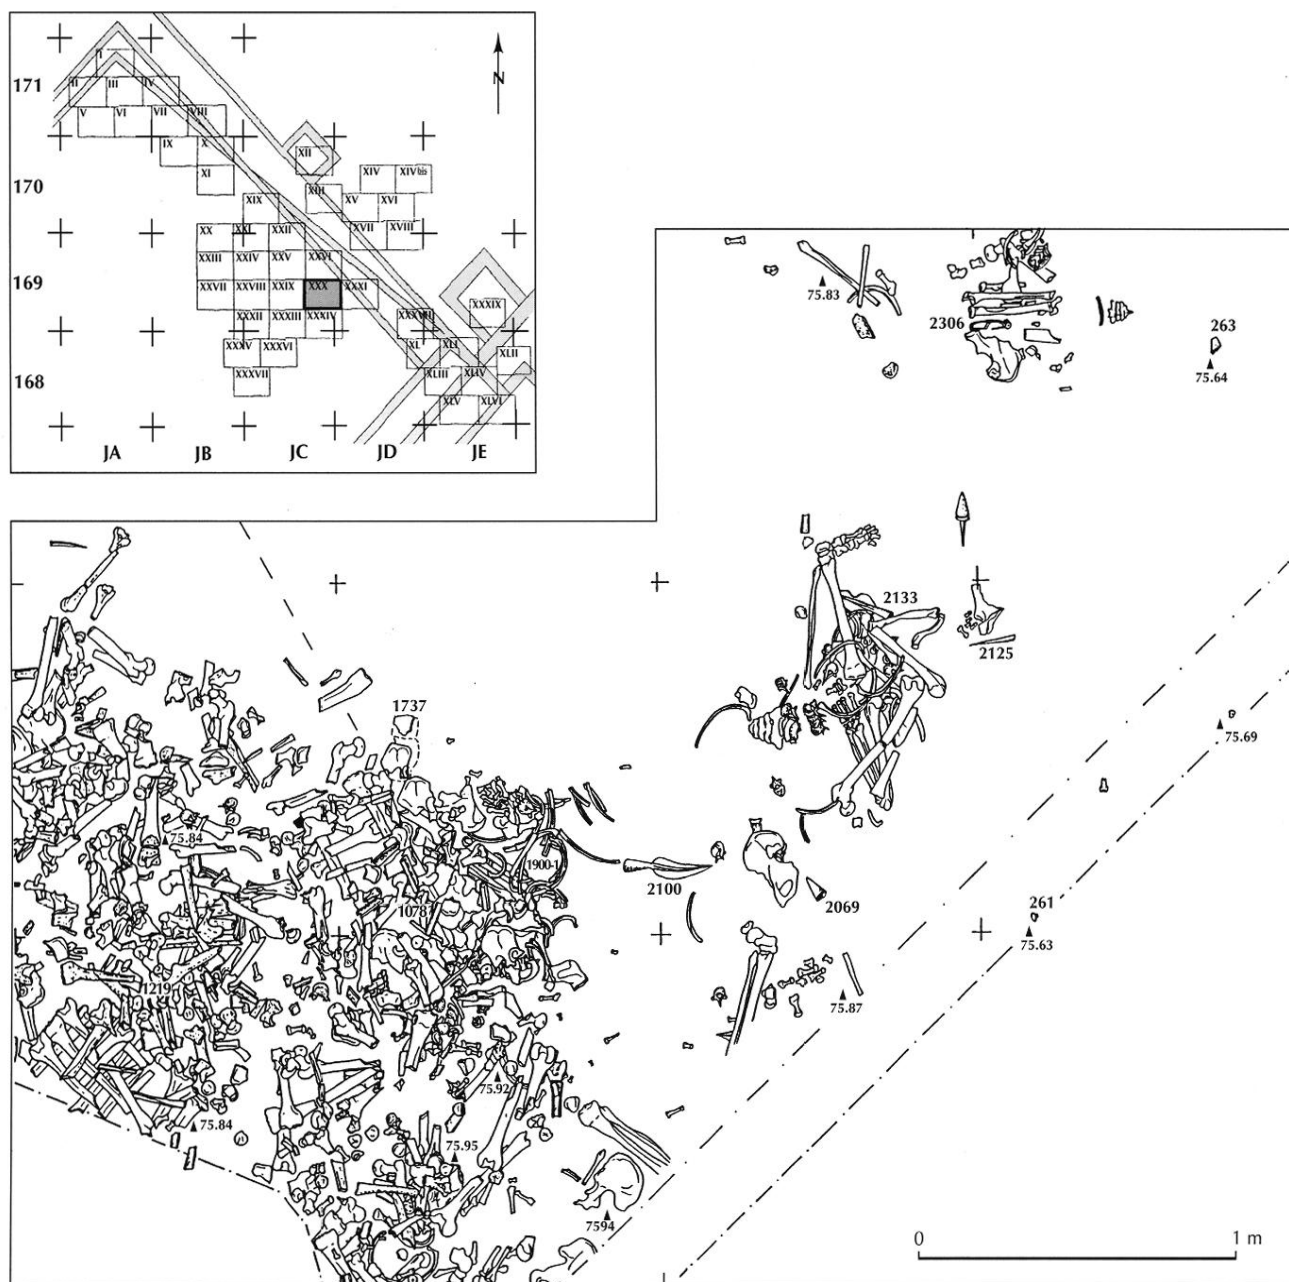 I
171
II III IV
N
V VI VII VIII
IX X
XII
XI
XIV XIV bis
170
XIII
XIX
XV XVI
XX XXI XXII
XVII XVIII
XXIII XXIV XXV XXVI
169
XXVII XXVIII XXIX XXX XXXI
XXXIX
XXXII XXXIII XXXIV
XXXVIII
XXXV XXXVI
XL XLI
XLII
XXXVII
168
XLIII XLIV
XLV XLVI
JA JB JC JD JE
75.83
2306
263
75.64
2133
2125
1737
75.69
75.84
1900-1
2100
2069
1078
261
75.63
1219
75.87
75.92
75.84
75.95
7594
0 1 m